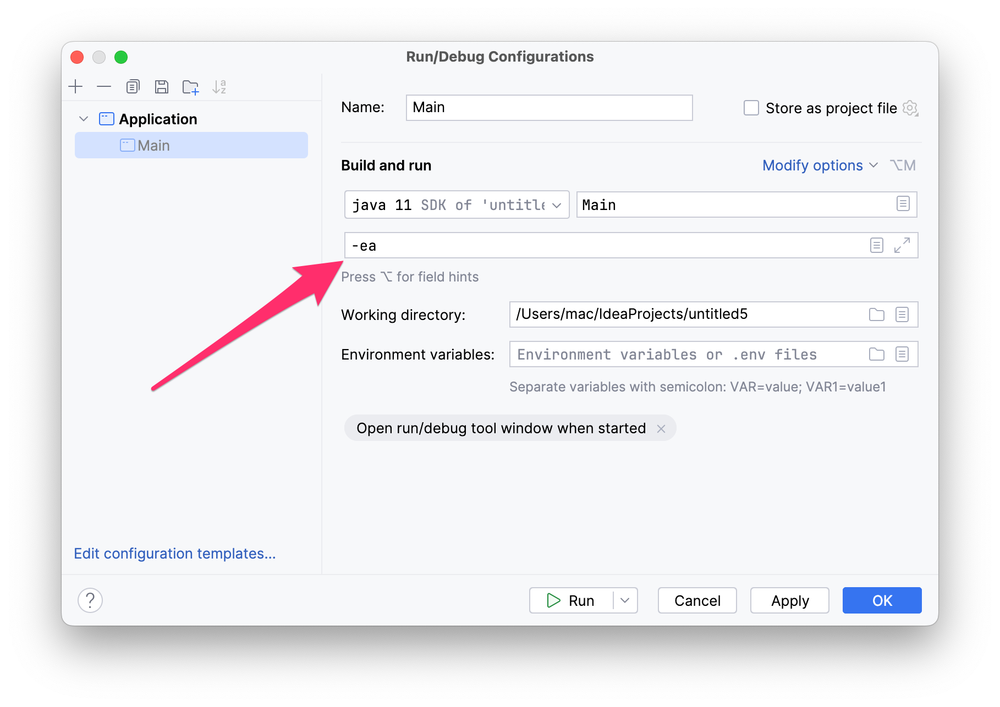 Run/Debug Configurations
Application
Main
Edit configuration templates...
Name: Main
Store as project file
Build and run
Modify options ⌥M
java 11 SDK of 'untitle
Main
-ea
Press ⌥ for field hints
Working directory: /Users/mac/IdeaProjects/untitled5
Environment variables: Environment variables or .env files
Separate variables with semicolon: VAR=value; VAR1=value1
Open run/debug tool window when started
? Run Cancel Apply OK